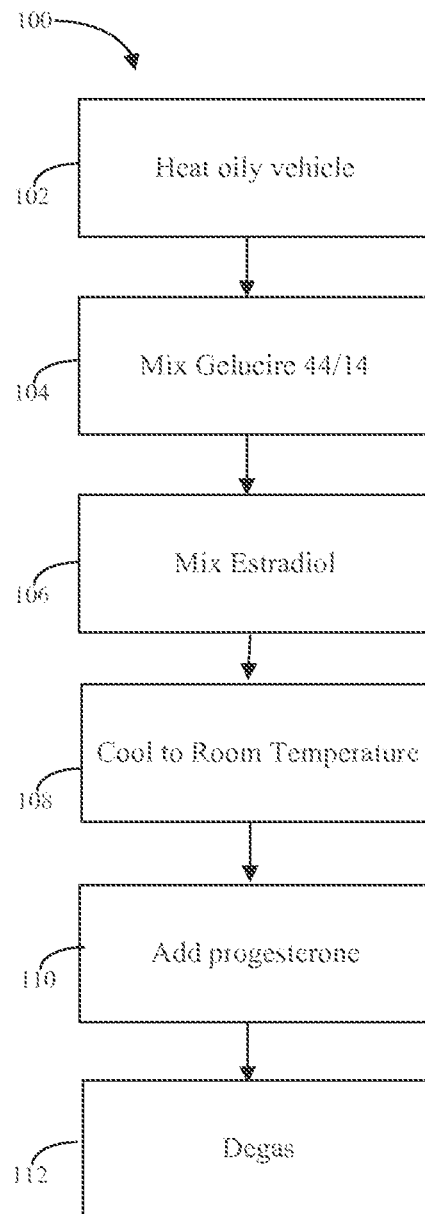 100
Heat oily vehicle
102
Mix Gelucire 44/14
104
Mix Estradiol
106
Cool to Room Temperature
108
Add progesterone
110
Degas
112